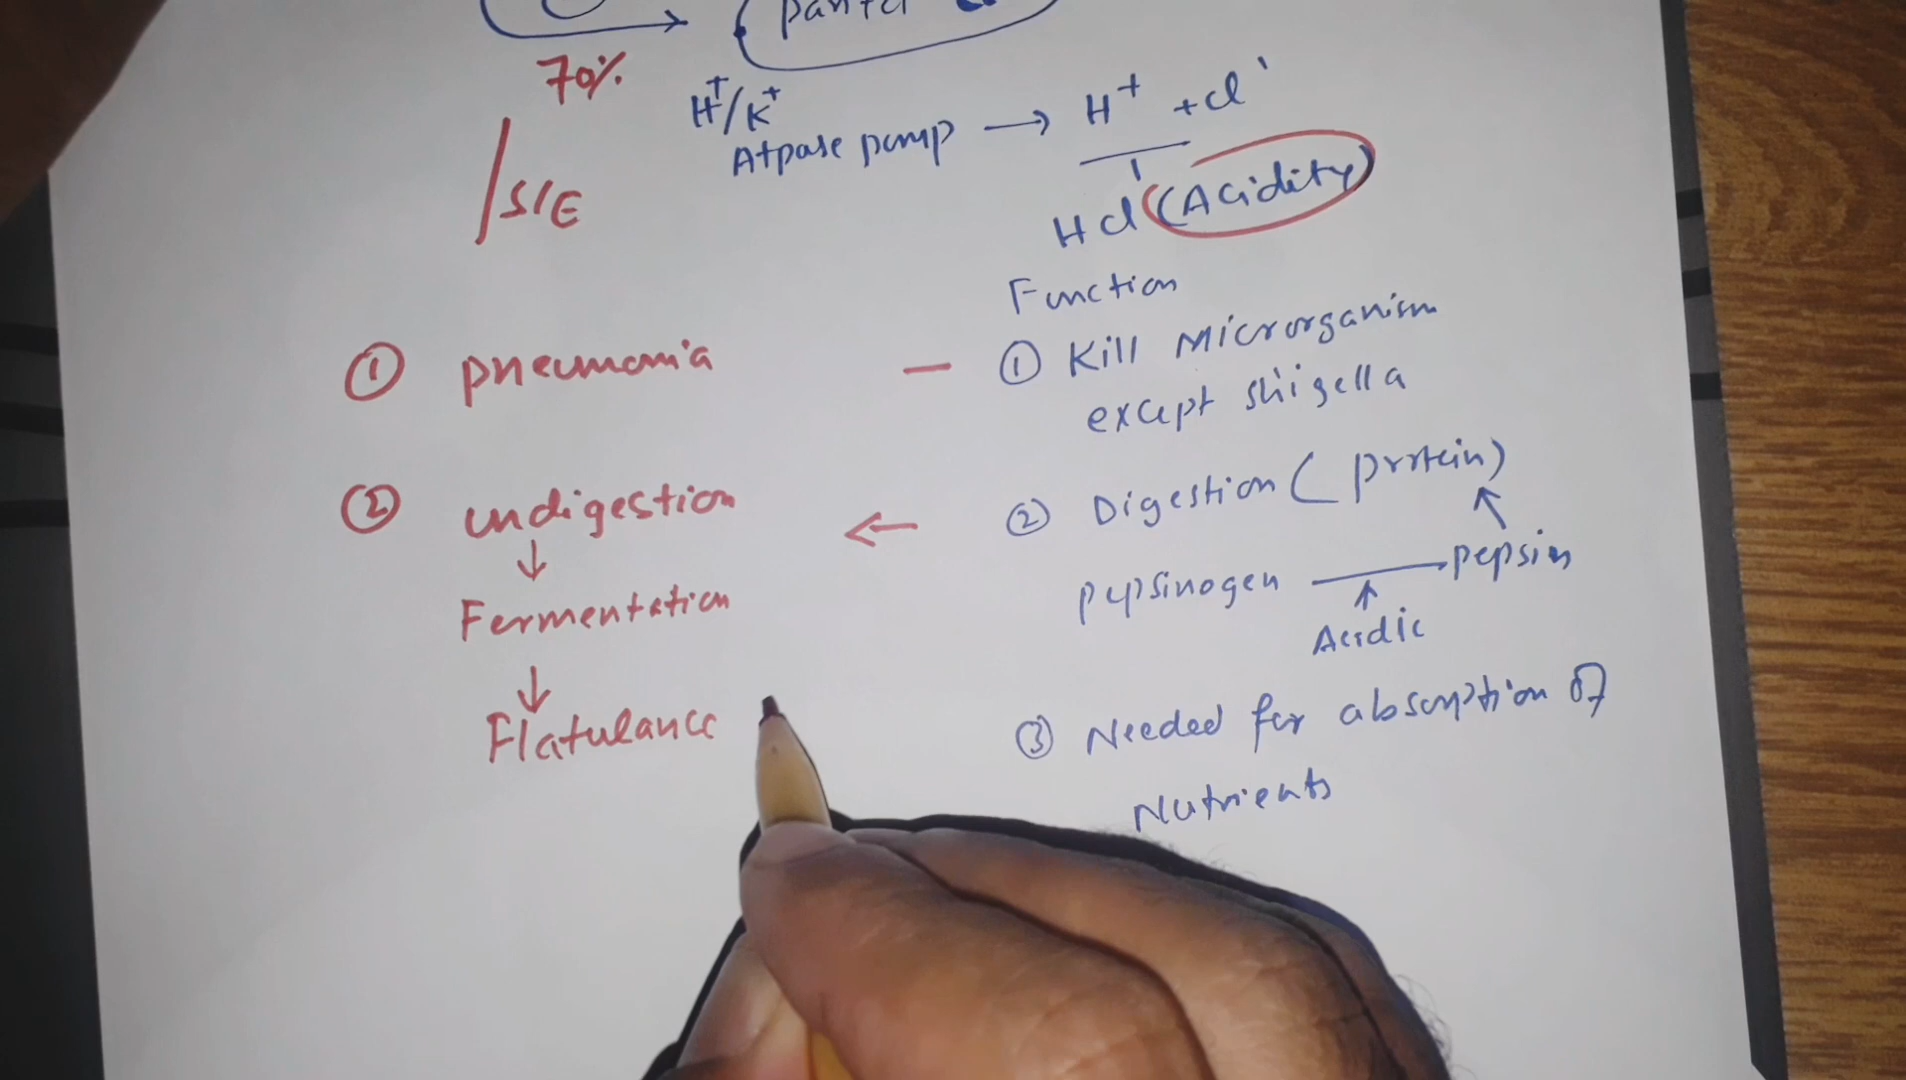 70%
H+/K+
Atpase pump → H+ + cl'
S/E
Hcl (Acidity)
Function
① pneumonia — ① Kill Microrganism
except shigella
② undigestion ← ② Digestion (protein)
↓
Fermentation
pepsinogen → pepsin
↑
Acidic
↓
Flatulance
③ Needed for absorption of
Nutrients